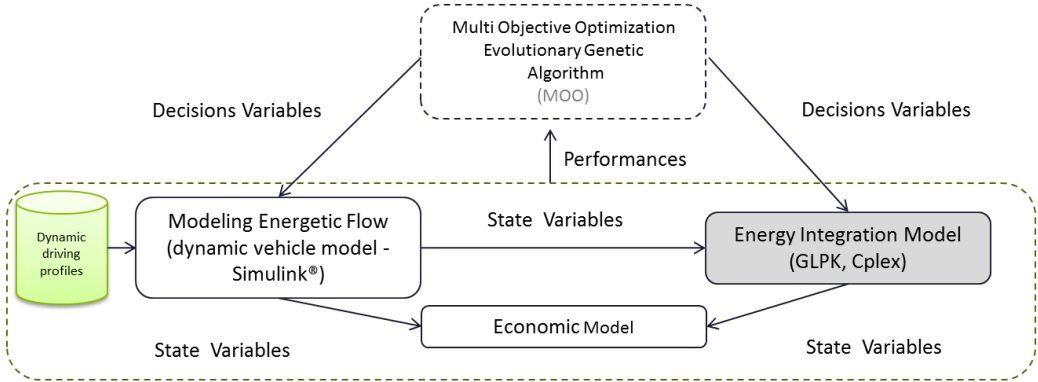 Multi Objective Optimization
Evolutionary Genetic
Algorithm
(MOO)
Decisions Variables
Decisions Variables
Performances
Dynamic
driving
profiles
Modeling Energetic Flow
(dynamic vehicle model -
Simulink®)
State Variables
Energy Integration Model
(GLPK, Cplex)
Economic Model
State Variables
State Variables